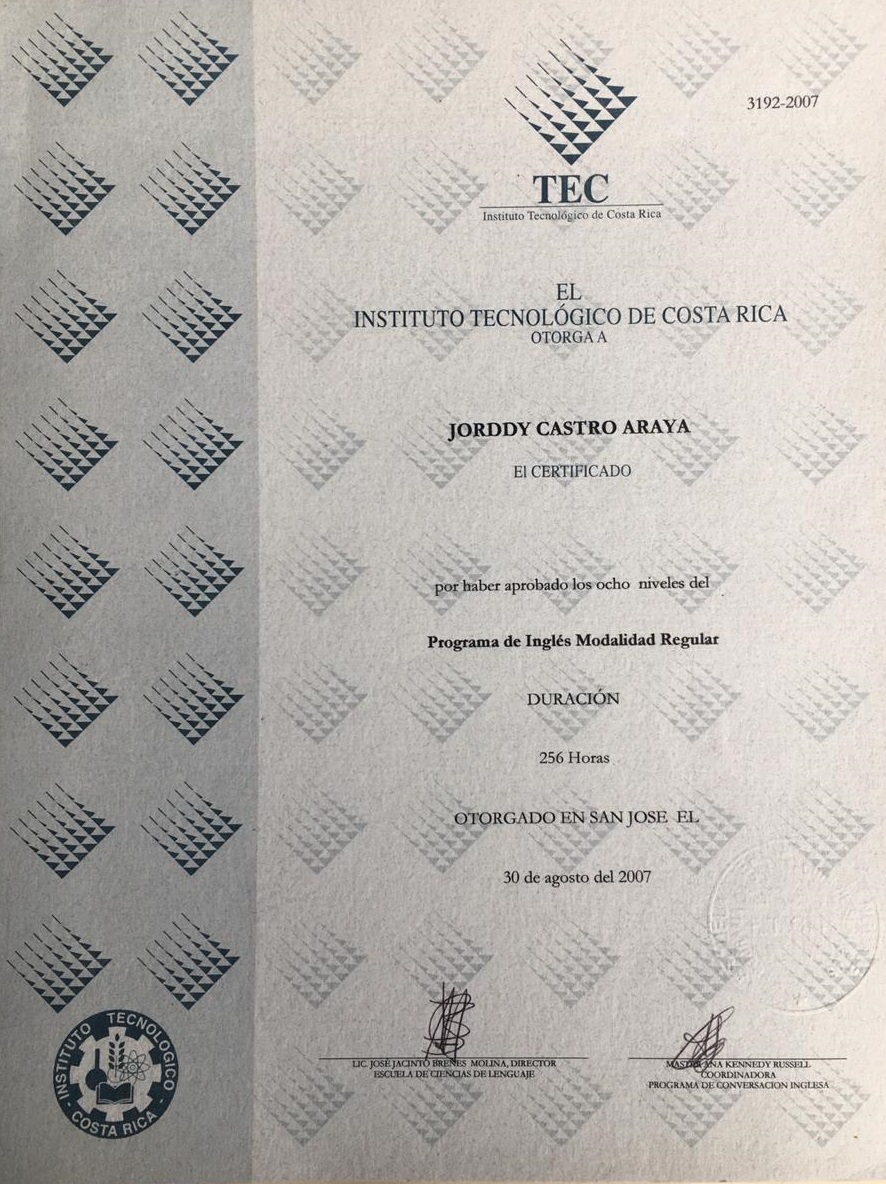 3192-2007
TEC
Instituto Tecnológico de Costa Rica
EL
INSTITUTO TECNOLÓGICO DE COSTA RICA
OTORGA A
JORDDY CASTRO ARAYA
El CERTIFICADO
por haber aprobado los ocho niveles del
Programa de Inglés Modalidad Regular
DURACIÓN
256 Horas
OTORGADO EN SAN JOSE EL
30 de agosto del 2007
LIC. JOSÉ JACINTO BRENES MOLINA, DIRECTOR
ESCUELA DE CIENCIAS DE LENGUAJE
MASTER ANA KENNEDY RUSSELL
COORDINADORA
PROGRAMA DE CONVERSACION INGLESA
INSTITUTO TECNOLOGICO
- COSTA RICA -